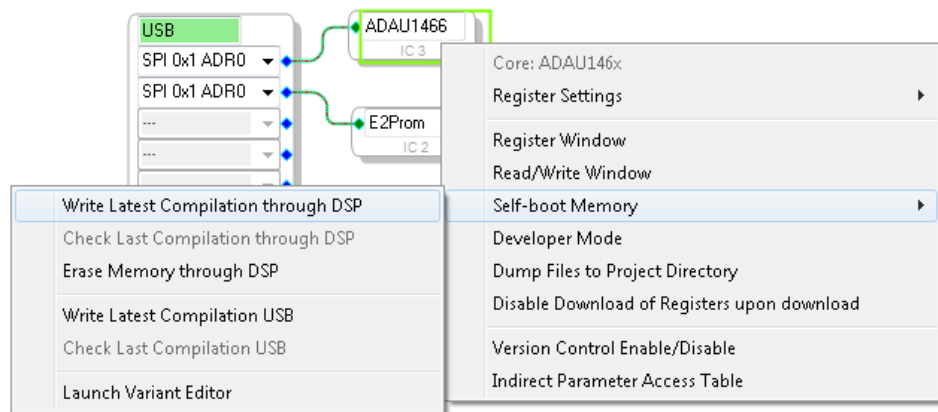 USB
ADAU1466
IC 3
SPI 0x1 ADR0
SPI 0x1 ADR0
E2Prom
IC 2
---
---
Core: ADAU146x
Register Settings
Register Window
Read/Write Window
Self-boot Memory
Developer Mode
Dump Files to Project Directory
Disable Download of Registers upon download
Version Control Enable/Disable
Indirect Parameter Access Table
Write Latest Compilation through DSP
Check Last Compilation through DSP
Erase Memory through DSP
Write Latest Compilation USB
Check Last Compilation USB
Launch Variant Editor